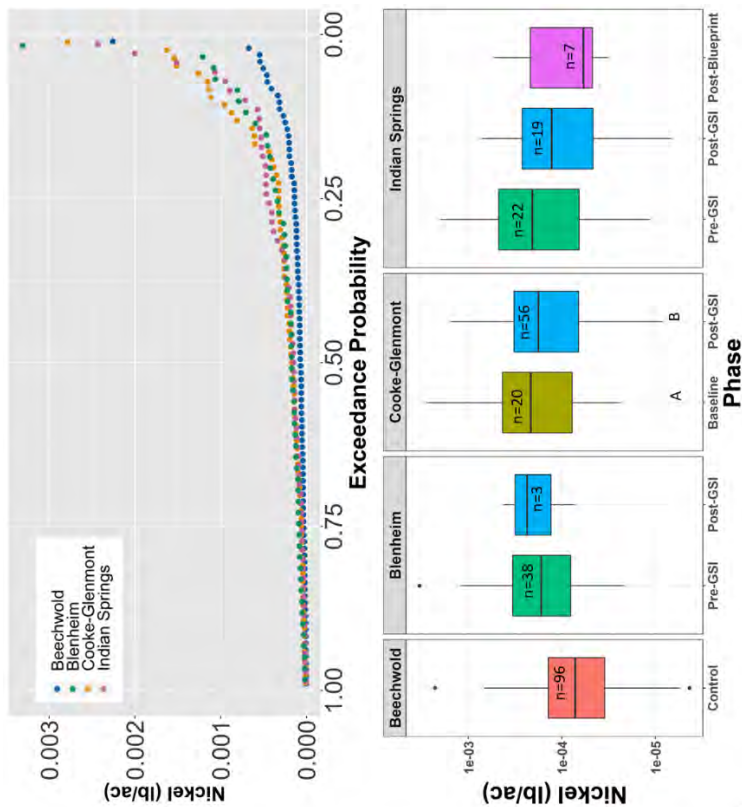 Nickel (lb/ac)
0.003
0.002
0.001
0.000
Beechwold
Blenheim
Cooke-Glenmont
Indian Springs
1.00
0.75
0.50
0.25
0.00
Exceedance Probability
Beechwold
Blenheim
Cooke-Glenmont
Indian Springs
Nickel (lb/ac)
1e-03
1e-04
1e-05
n=96
n=38
n=3
n=20
n=56
n=22
n=19
n=7
A
B
Control
Pre-GSI
Post-GSI
Baseline
Post-GSI
Pre-GSI
Post-GSI
Post-Blueprint
Phase